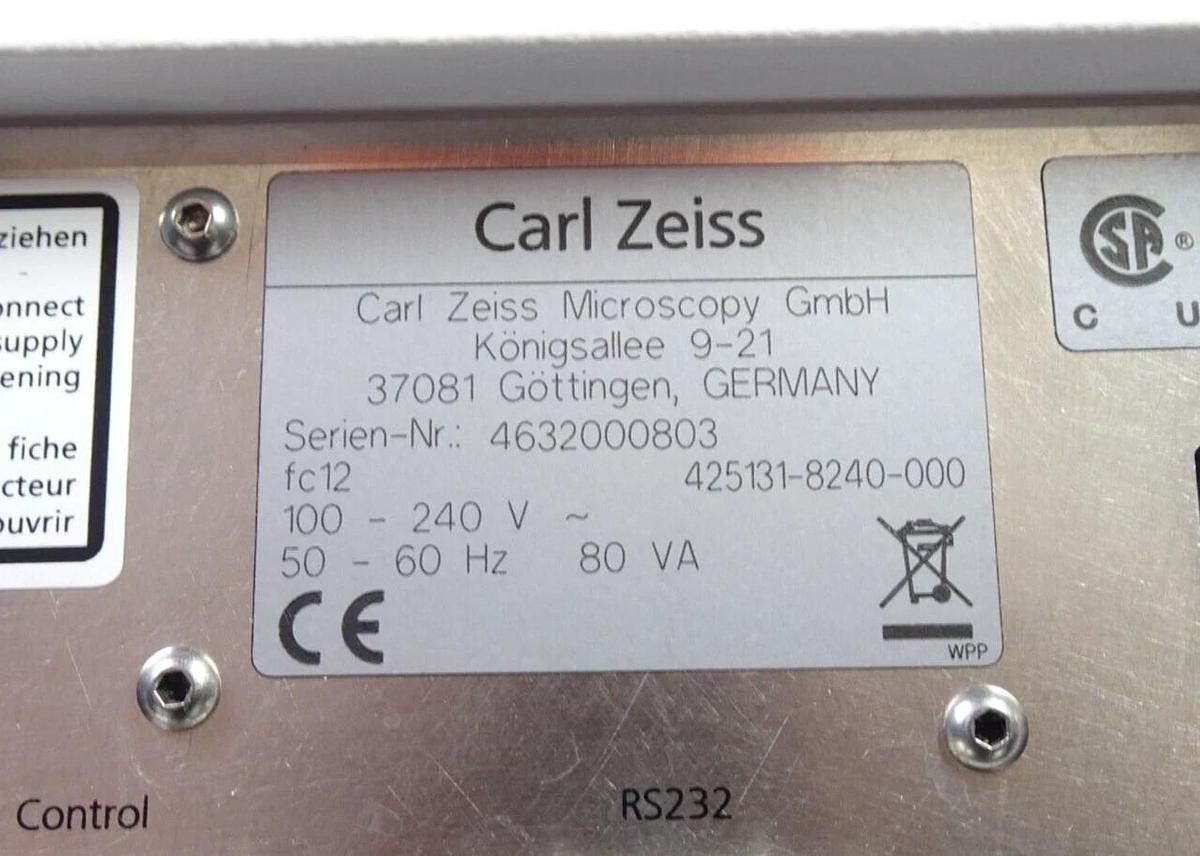 ziehen
onnect
supply
ening
fiche
cteur
ouvrir
Carl Zeiss
Carl Zeiss Microscopy GmbH
Königsallee 9-21
37081 Göttingen, GERMANY
Serien-Nr.: 4632000803
fc12 425131-8240-000
100 - 240 V ~
50 - 60 Hz 80 VA
CE
WPP
SA ®
C U
Control
RS232